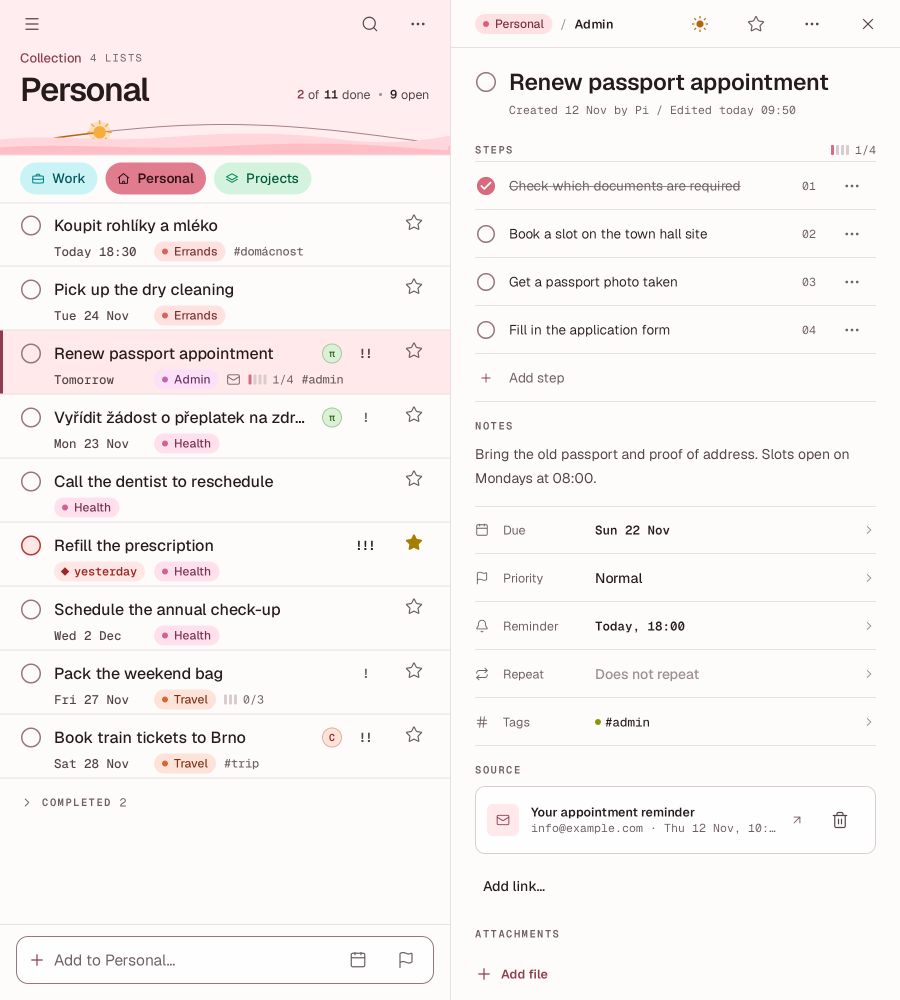 Collection 4 LISTS
Personal
2 of 11 done • 9 open
Work
Personal
Projects
Koupit rohlíky a mléko
Today 18:30 Errands #domácnost
Pick up the dry cleaning
Tue 24 Nov Errands
Renew passport appointment π !!
Tomorrow Admin 1/4 #admin
Vyřídit žádost o přeplatek na zdr… π !
Mon 23 Nov Health
Call the dentist to reschedule
Health
Refill the prescription !!!
yesterday Health
Schedule the annual check-up
Wed 2 Dec Health
Pack the weekend bag !
Fri 27 Nov Travel 0/3
Book train tickets to Brno C !!
Sat 28 Nov Travel #trip
COMPLETED 2
Add to Personal…
Personal / Admin
Renew passport appointment
Created 12 Nov by Pi / Edited today 09:50
STEPS 1/4
Check which documents are required 01
Book a slot on the town hall site 02
Get a passport photo taken 03
Fill in the application form 04
Add step
NOTES
Bring the old passport and proof of address. Slots open on
Mondays at 08:00.
Due Sun 22 Nov
Priority Normal
Reminder Today, 18:00
Repeat Does not repeat
Tags #admin
SOURCE
Your appointment reminder
info@example.com · Thu 12 Nov, 10:…
Add link…
ATTACHMENTS
Add file